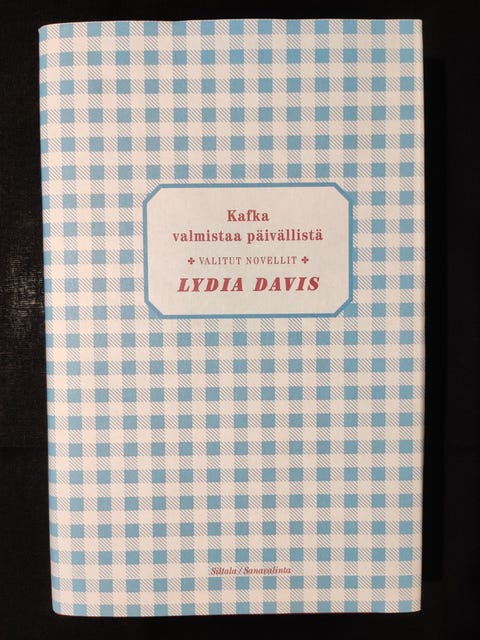 Kafka
valmistaa päivällistä
✤ VALITUT NOVELLIT ✤
LYDIA DAVIS
Siltala / Sanavalinta